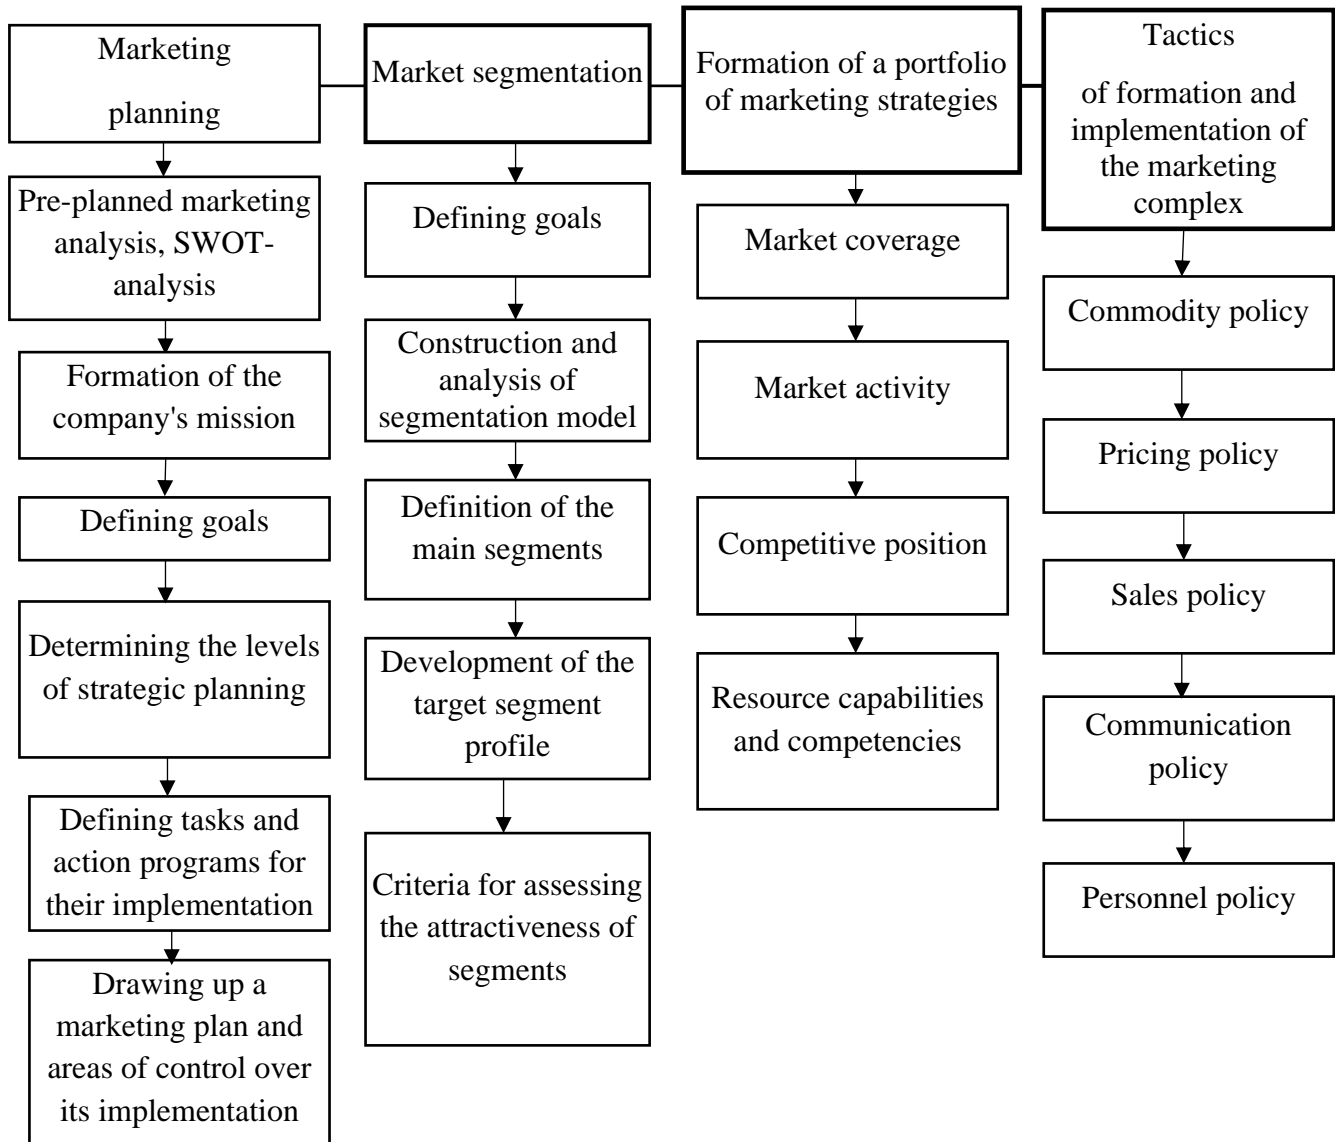 Marketing
planning
Pre-planned marketing
analysis, SWOT-
analysis
Formation of the
company's mission
Defining goals
Determining the levels
of strategic planning
Defining tasks and
action programs for
their implementation
Drawing up a
marketing plan and
areas of control over
its implementation
Market segmentation
Defining goals
Construction and
analysis of
segmentation model
Definition of the
main segments
Development of the
target segment
profile
Criteria for assessing
the attractiveness of
segments
Formation of a portfolio
of marketing strategies
Market coverage
Market activity
Competitive position
Resource capabilities
and competencies
Tactics
of formation and
implementation of
the marketing
complex
Commodity policy
Pricing policy
Sales policy
Communication
policy
Personnel policy